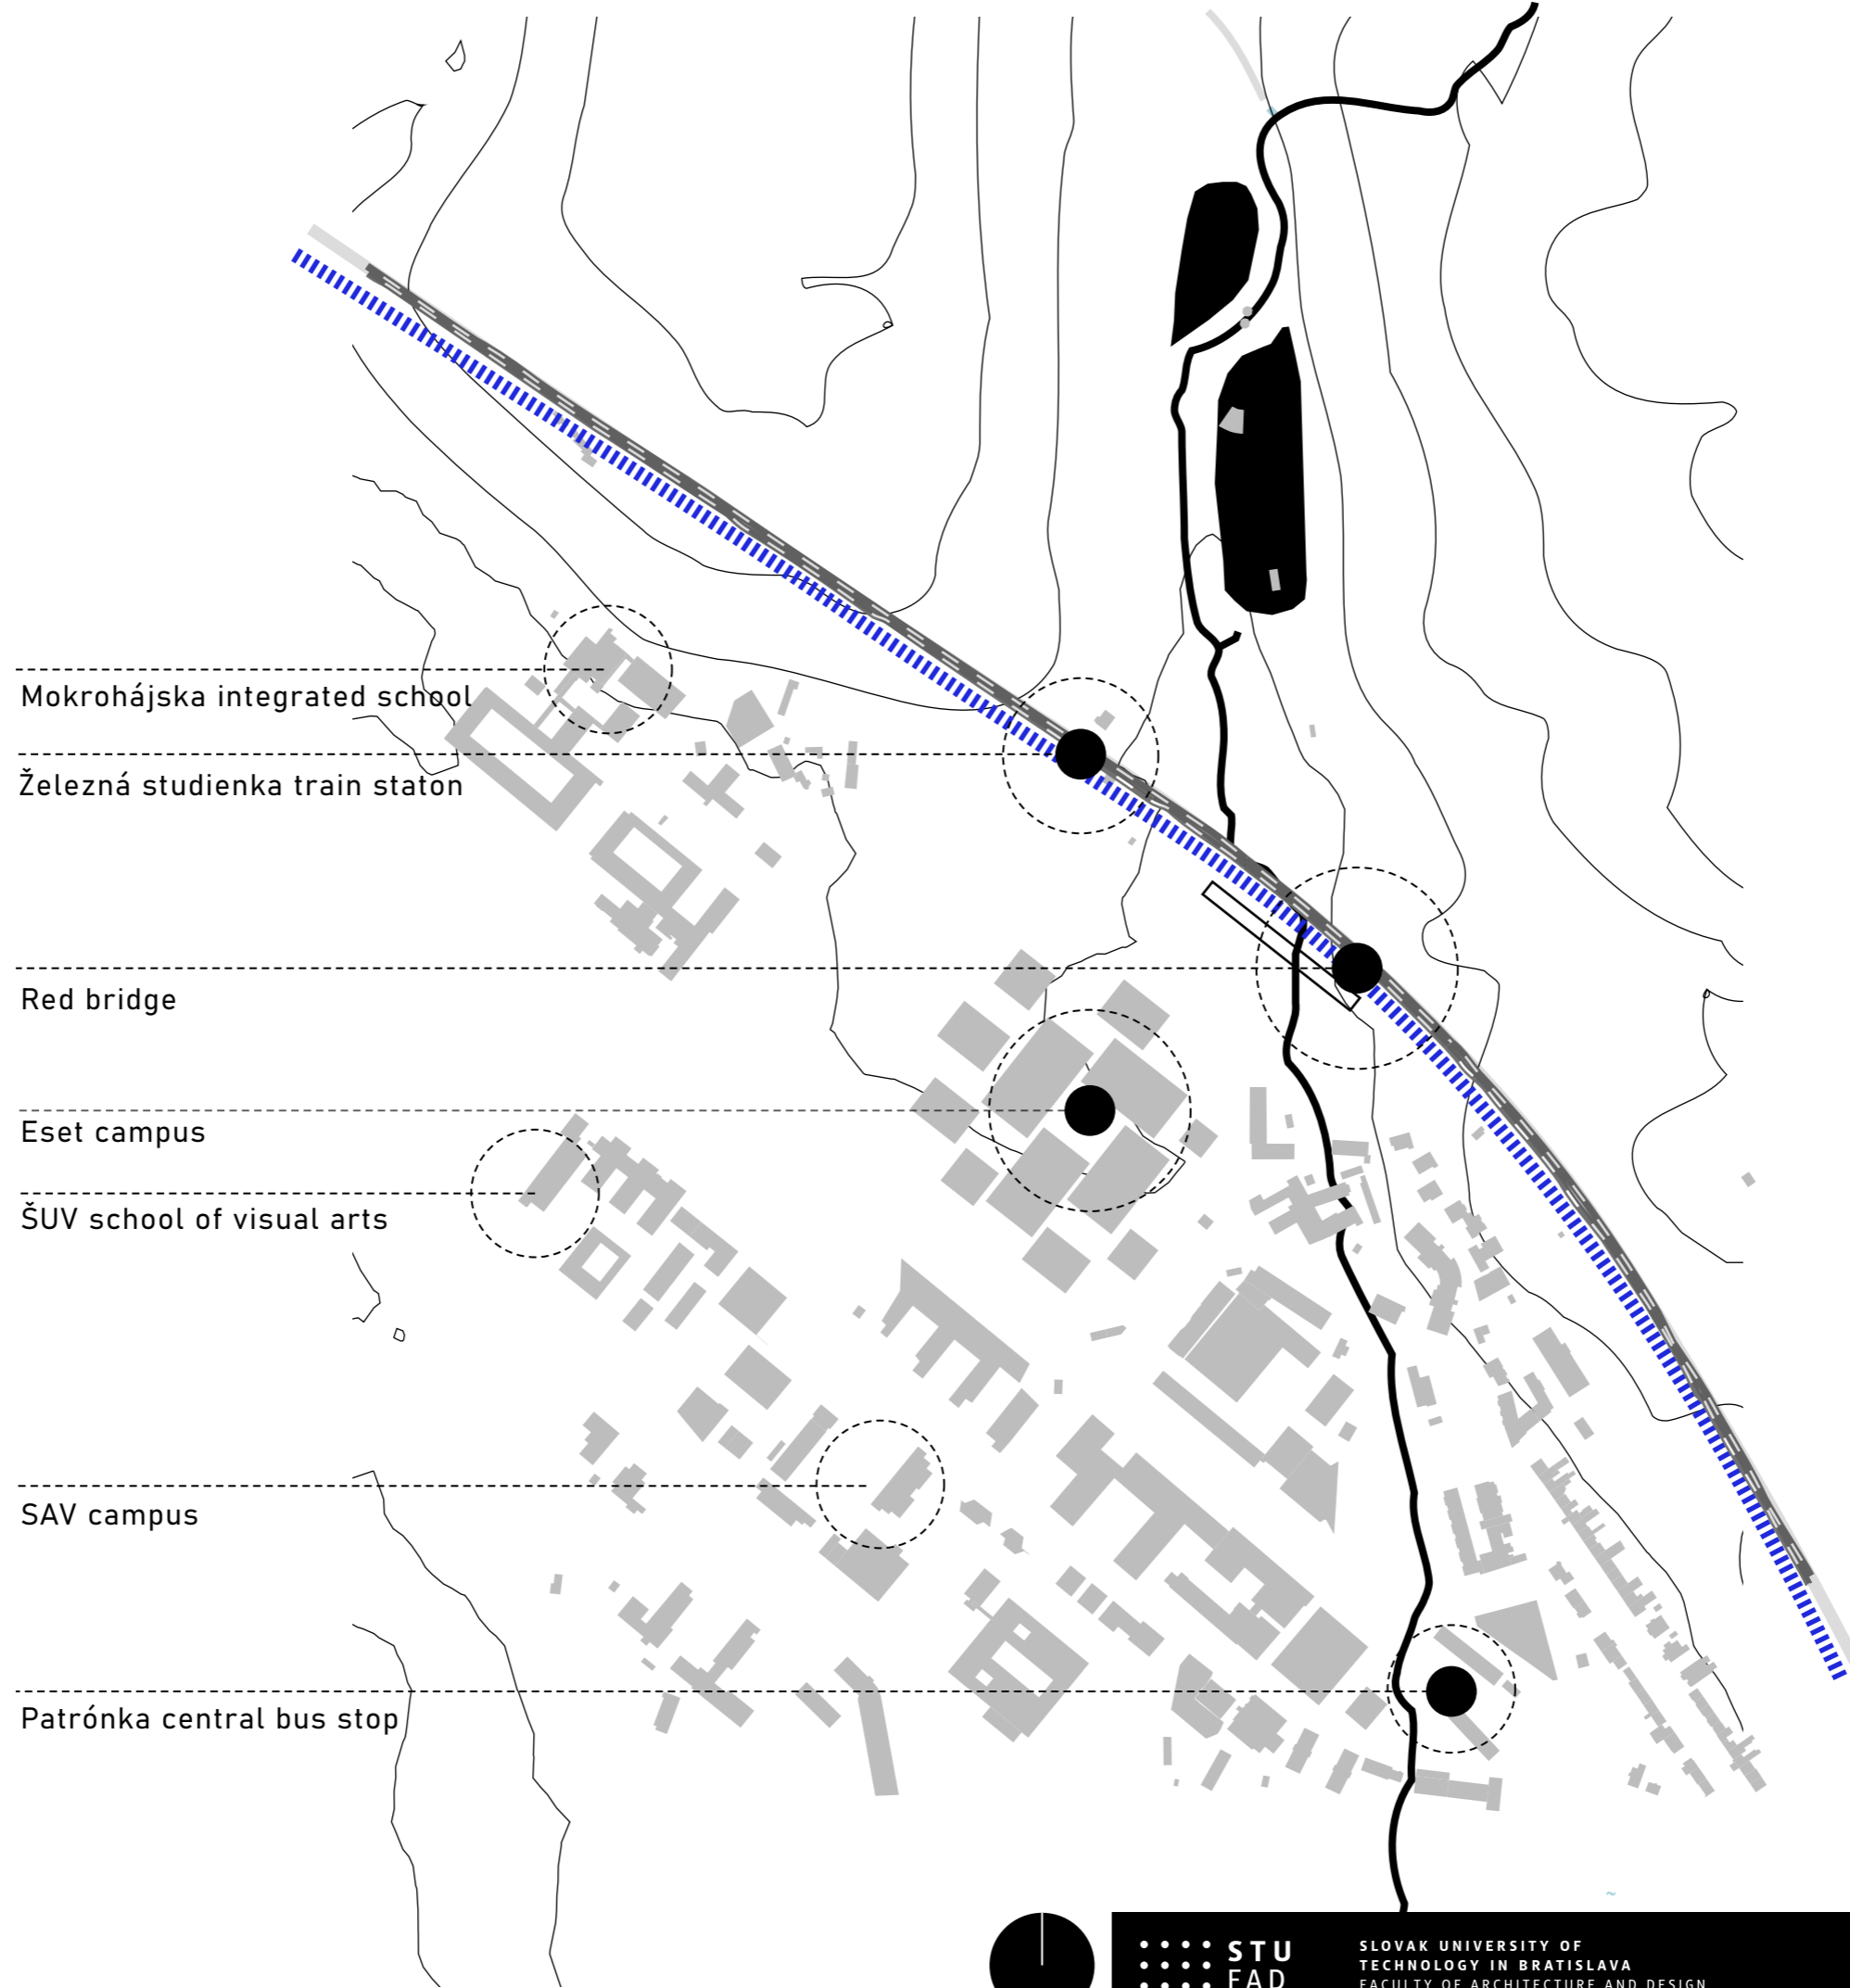 Mokrohájska integrated school
Železná studienka train staton
Red bridge
Eset campus
ŠUV school of visual arts
SAV campus
Patrónka central bus stop
STU
FAD
SLOVAK UNIVERSITY OF
TECHNOLOGY IN BRATISLAVA
FACULTY OF ARCHITECTURE AND DESIGN